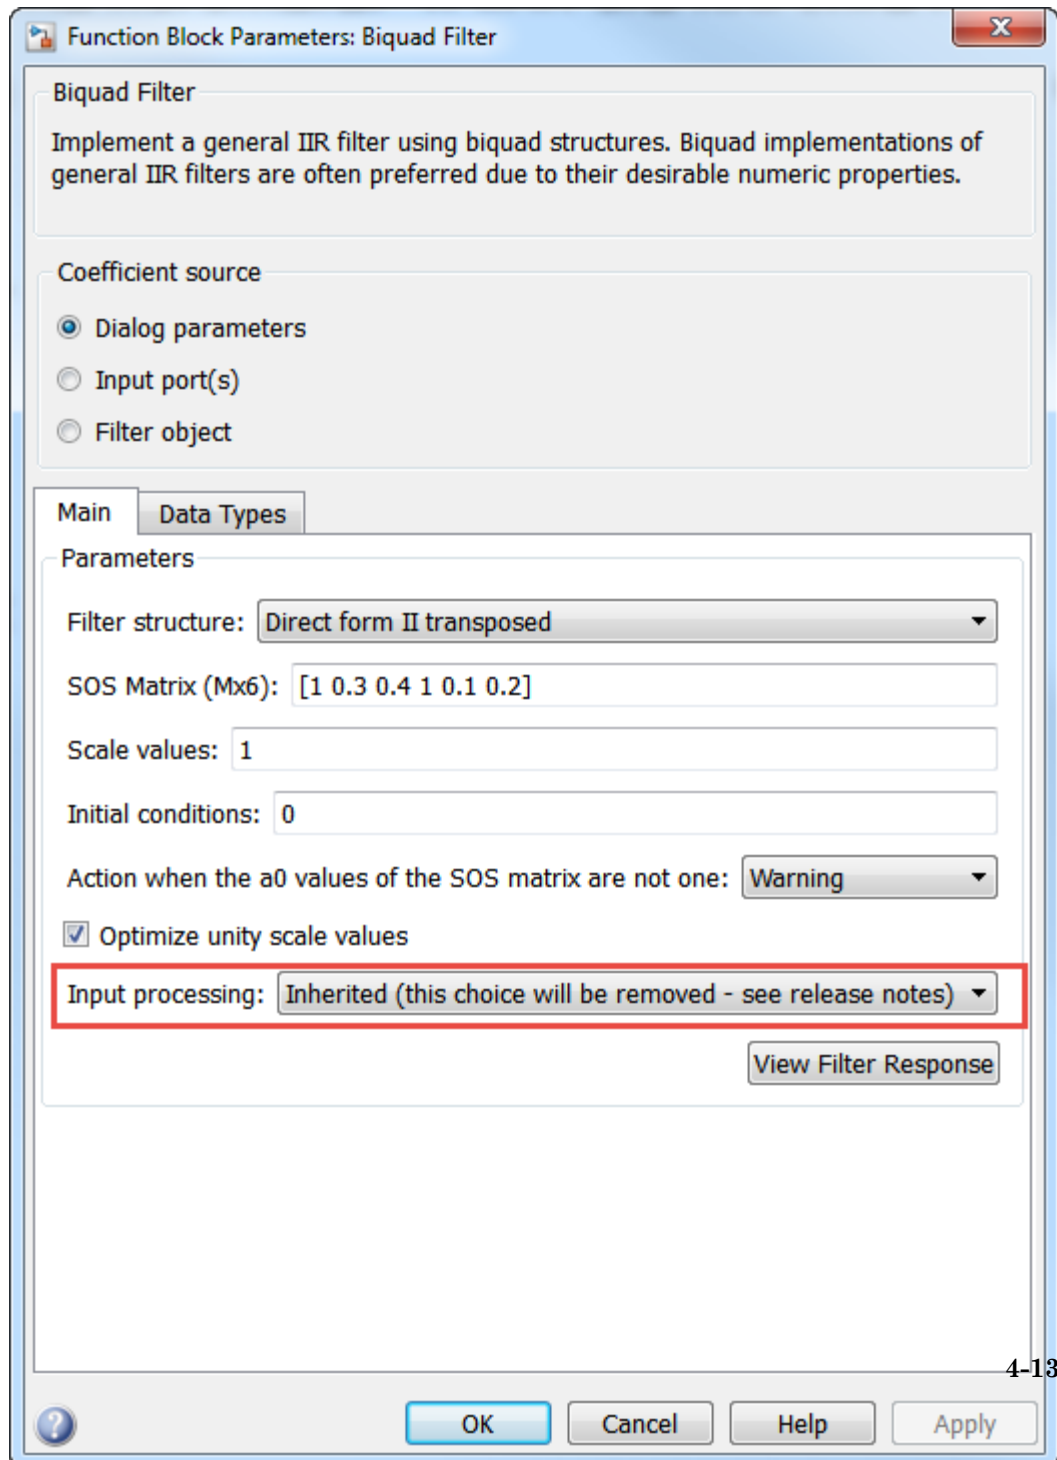 Function Block Parameters: Biquad Filter
x
Biquad Filter
Implement a general IIR filter using biquad structures. Biquad implementations of
general IIR filters are often preferred due to their desirable numeric properties.
Coefficient source
Dialog parameters
Input port(s)
Filter object
Main Data Types
Parameters
Filter structure: Direct form II transposed
SOS Matrix (Mx6): [1 0.3 0.4 1 0.1 0.2]
Scale values: 1
Initial conditions: 0
Action when the a0 values of the SOS matrix are not one: Warning
Optimize unity scale values
Input processing: Inherited (this choice will be removed - see release notes)
View Filter Response
4-13
? OK Cancel Help Apply